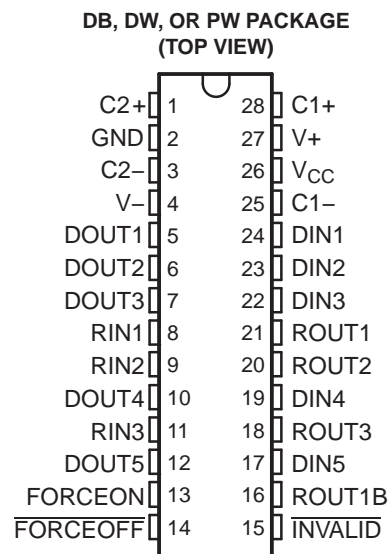 DB, DW, OR PW PACKAGE
(TOP VIEW)
C2+ 1 28 C1+
GND 2 27 V+
C2− 3 26 VCC
V− 4 25 C1−
DOUT1 5 24 DIN1
DOUT2 6 23 DIN2
DOUT3 7 22 DIN3
RIN1 8 21 ROUT1
RIN2 9 20 ROUT2
DOUT4 10 19 DIN4
RIN3 11 18 ROUT3
DOUT5 12 17 DIN5
FORCEON 13 16 ROUT1B
FORCEOFF 14 15 INVALID